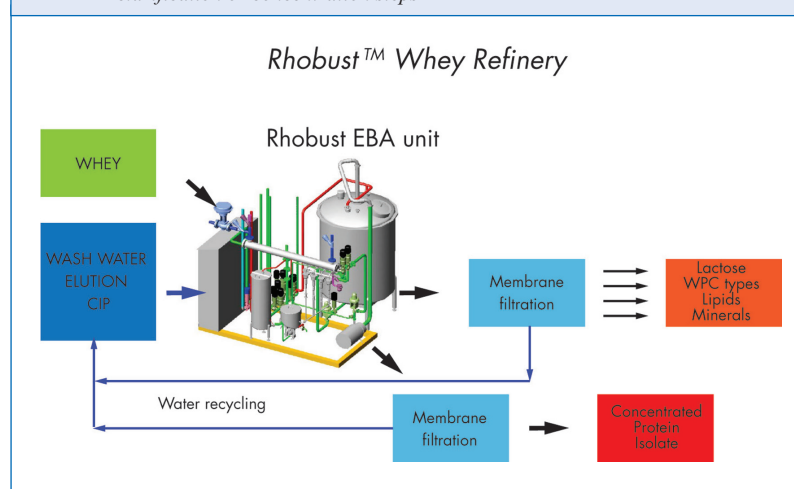 Rhobust™ Whey Refinery
Rhobust EBA unit
WHEY
WASH WATER
ELUTION
CIP
Membrane
filtration
Lactose
WPC types
Lipids
Minerals
Water recycling
Membrane
filtration
Concentrated
Protein
Isolate